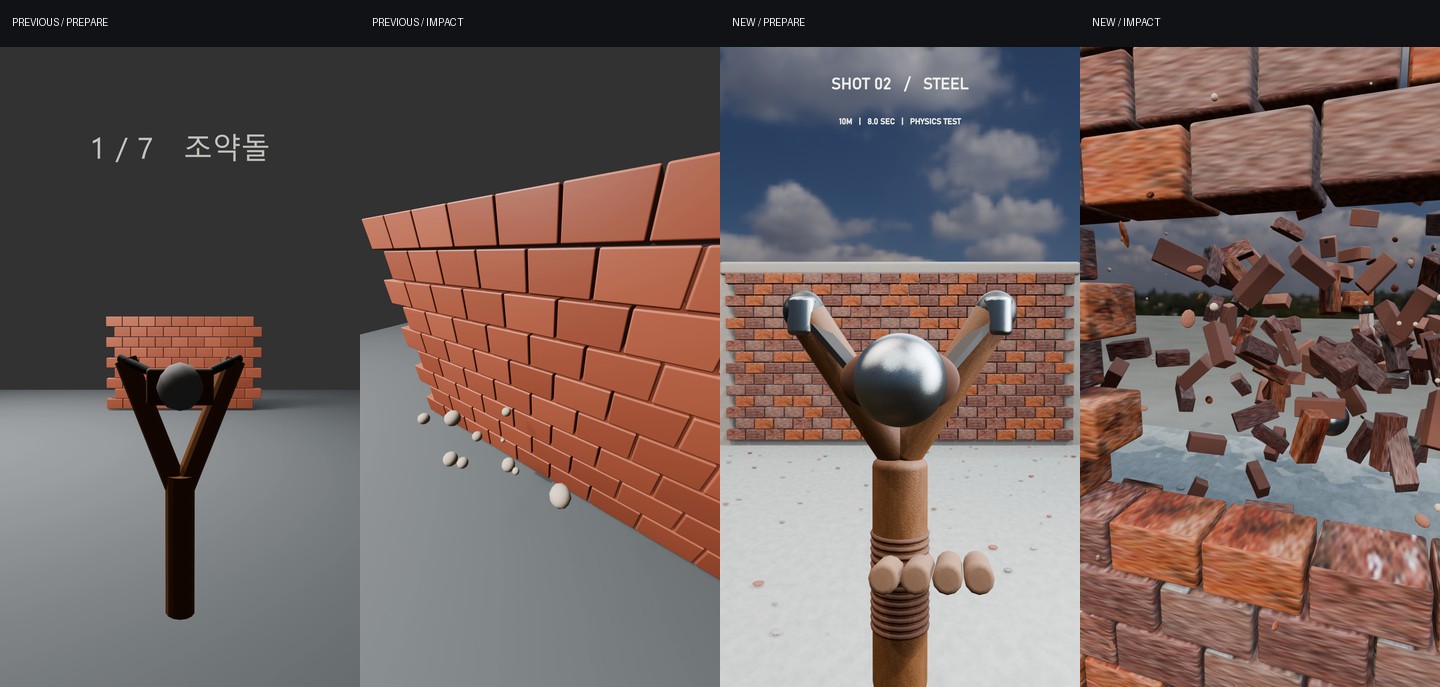 PREVIOUS / PREPARE
PREVIOUS / IMPACT
NEW / PREPARE
NEW / IMPACT
1 / 7 조약돌
SHOT 02 / STEEL
10M | 8.0 SEC | PHYSICS TEST